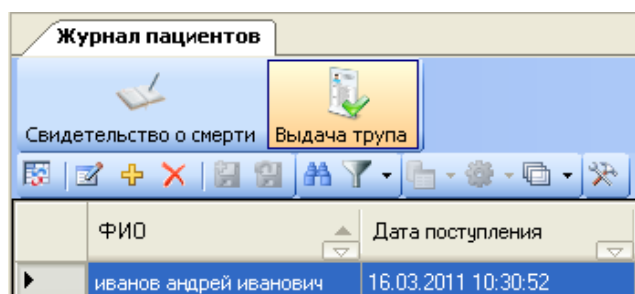 Журнал пациентов
Свидетельство о смерти Выдача трупа
ФИО Дата поступления
иванов андрей иванович 16.03.2011 10:30:52